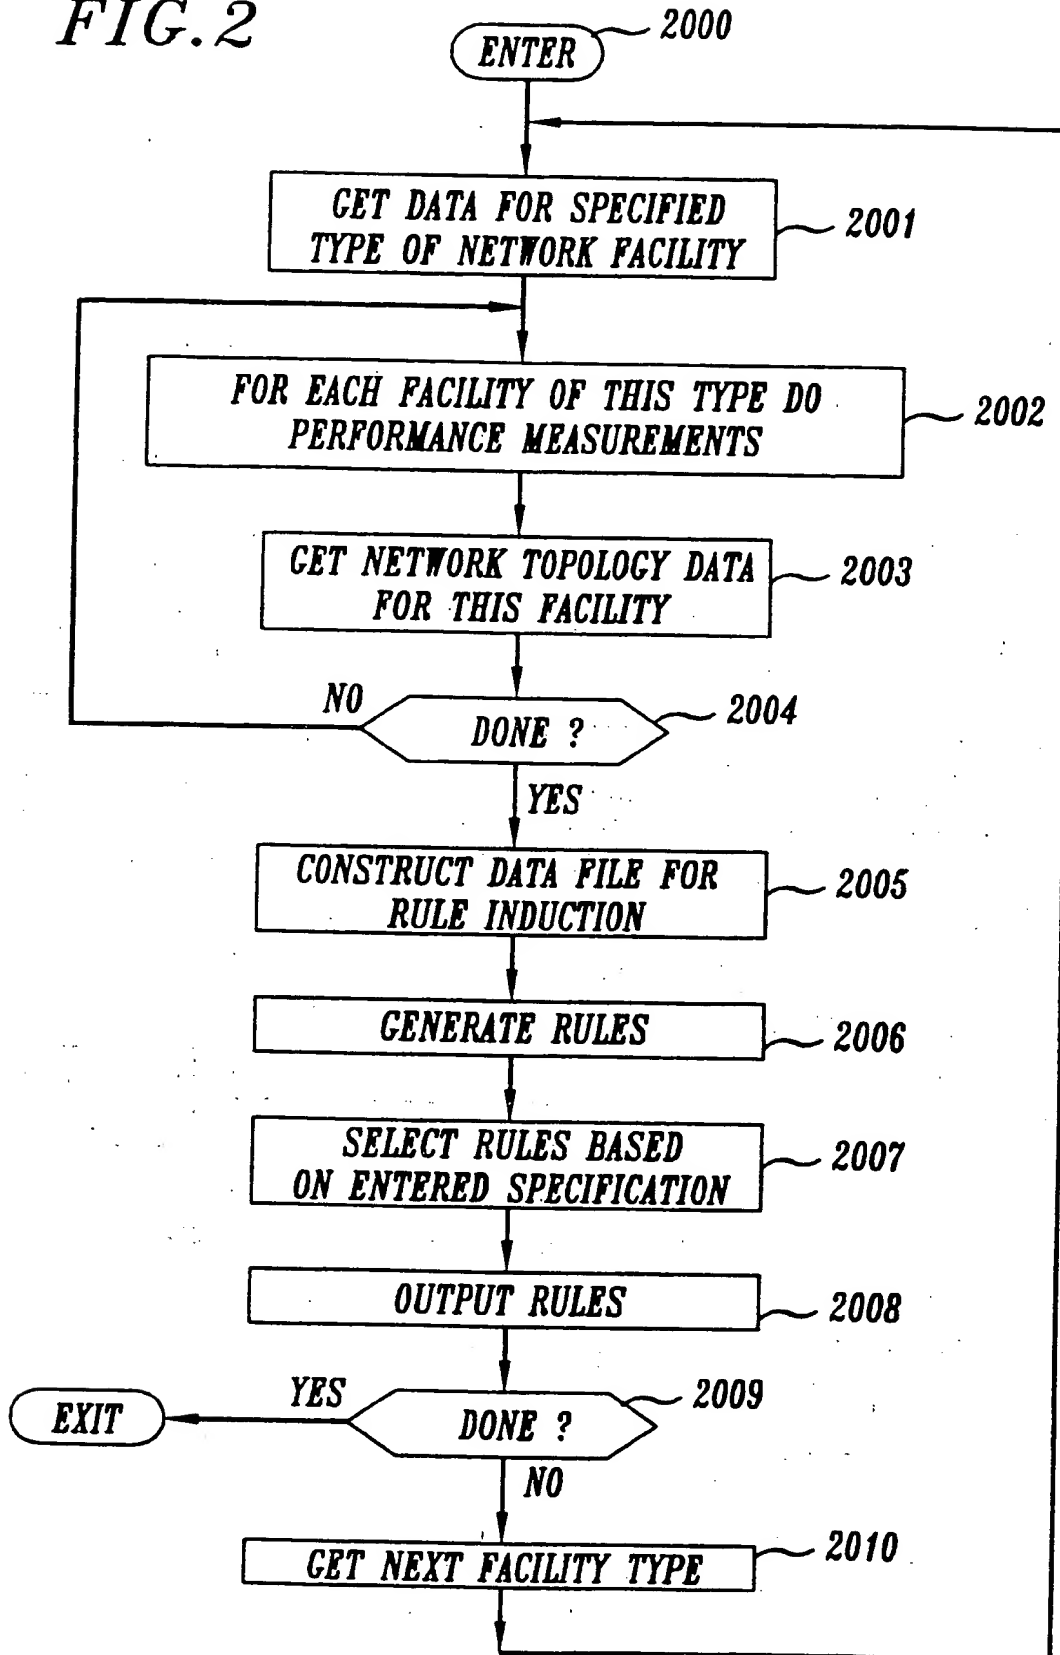 FIG.2
ENTER
2000
GET DATA FOR SPECIFIED
TYPE OF NETWORK FACILITY
2001
FOR EACH FACILITY OF THIS TYPE DO
PERFORMANCE MEASUREMENTS
2002
GET NETWORK TOPOLOGY DATA
FOR THIS FACILITY
2003
NO
DONE ?
2004
YES
CONSTRUCT DATA FILE FOR
RULE INDUCTION
2005
GENERATE RULES
2006
SELECT RULES BASED
ON ENTERED SPECIFICATION
2007
OUTPUT RULES
2008
EXIT
YES
DONE ?
2009
NO
GET NEXT FACILITY TYPE
2010